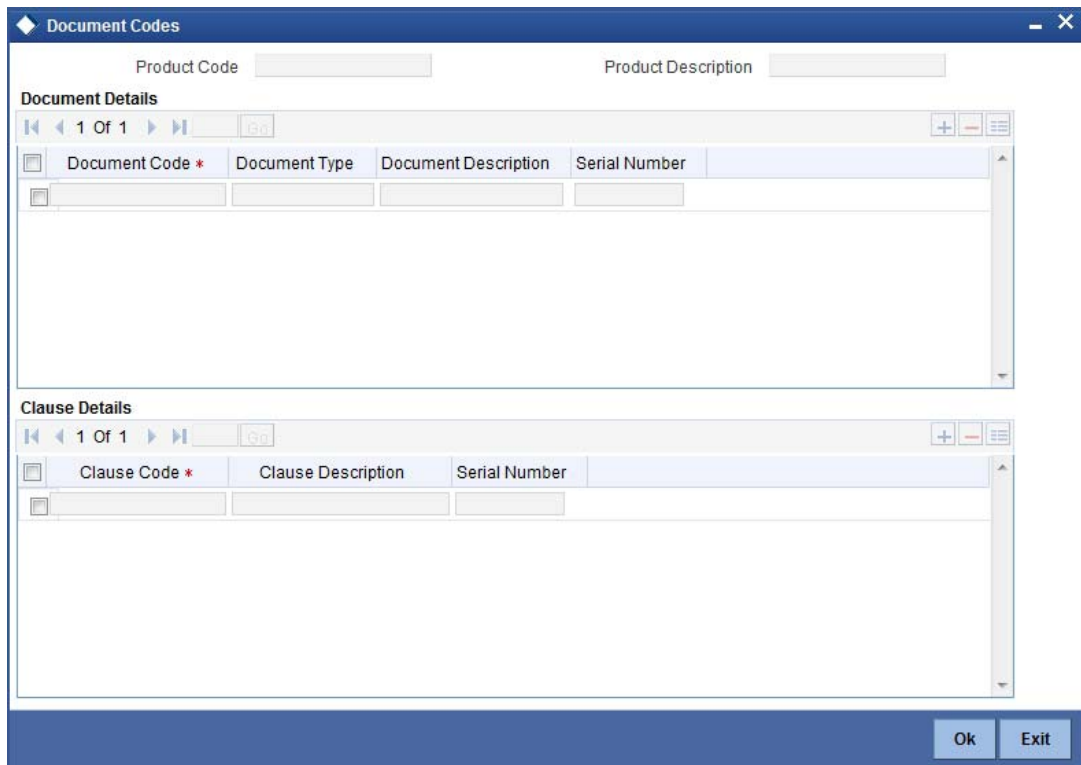 Document Codes
Product Code Product Description
Document Details
1 Of 1 Go
Document Code * Document Type Document Description Serial Number
Clause Details
1 Of 1 Go
Clause Code * Clause Description Serial Number
Ok Exit